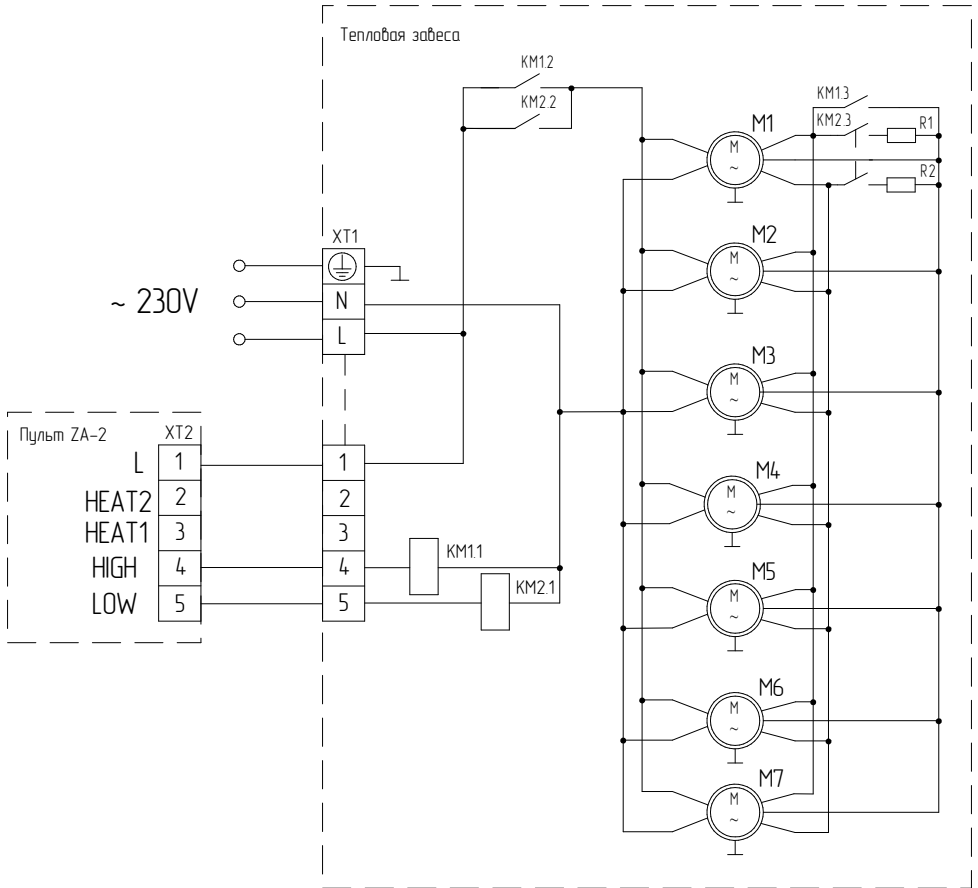 Тепловая завеса
KM1.2
KM2.2
KM1.3
KM2.3
R1
R2
M1
M
~
M2
M
~
M3
M
~
M4
M
~
M5
M
~
M6
M
~
M7
M
~
XT1
~ 230V
N
L
Пульт ZA-2
XT2
L 1
HEAT2 2
HEAT1 3
HIGH 4
LOW 5
1
2
3
4
5
KM1.1
KM2.1